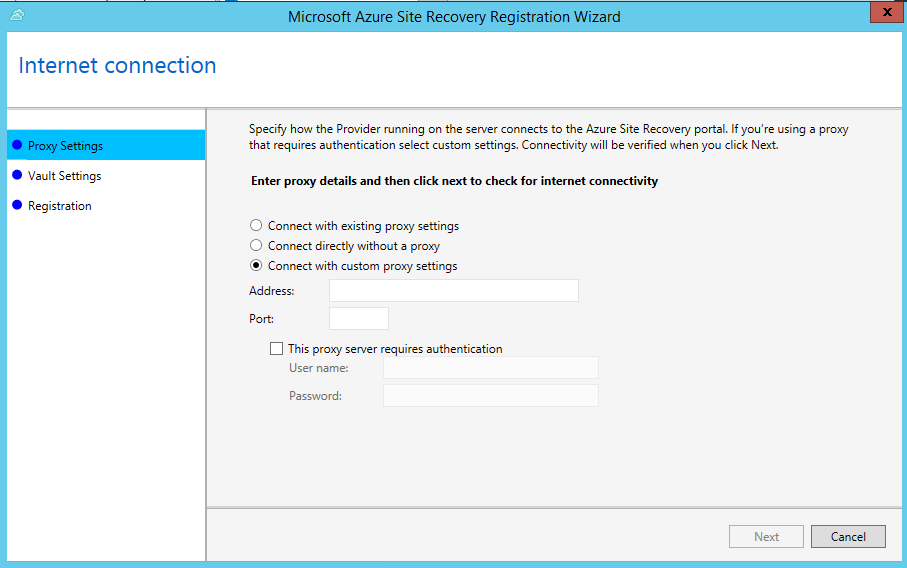 Microsoft Azure Site Recovery Registration Wizard
x
Internet connection
Proxy Settings
Vault Settings
Registration
Specify how the Provider running on the server connects to the Azure Site Recovery portal. If you're using a proxy
that requires authentication select custom settings. Connectivity will be verified when you click Next.
Enter proxy details and then click next to check for internet connectivity
Connect with existing proxy settings
Connect directly without a proxy
Connect with custom proxy settings
Address:
Port:
This proxy server requires authentication
User name:
Password:
Next
Cancel